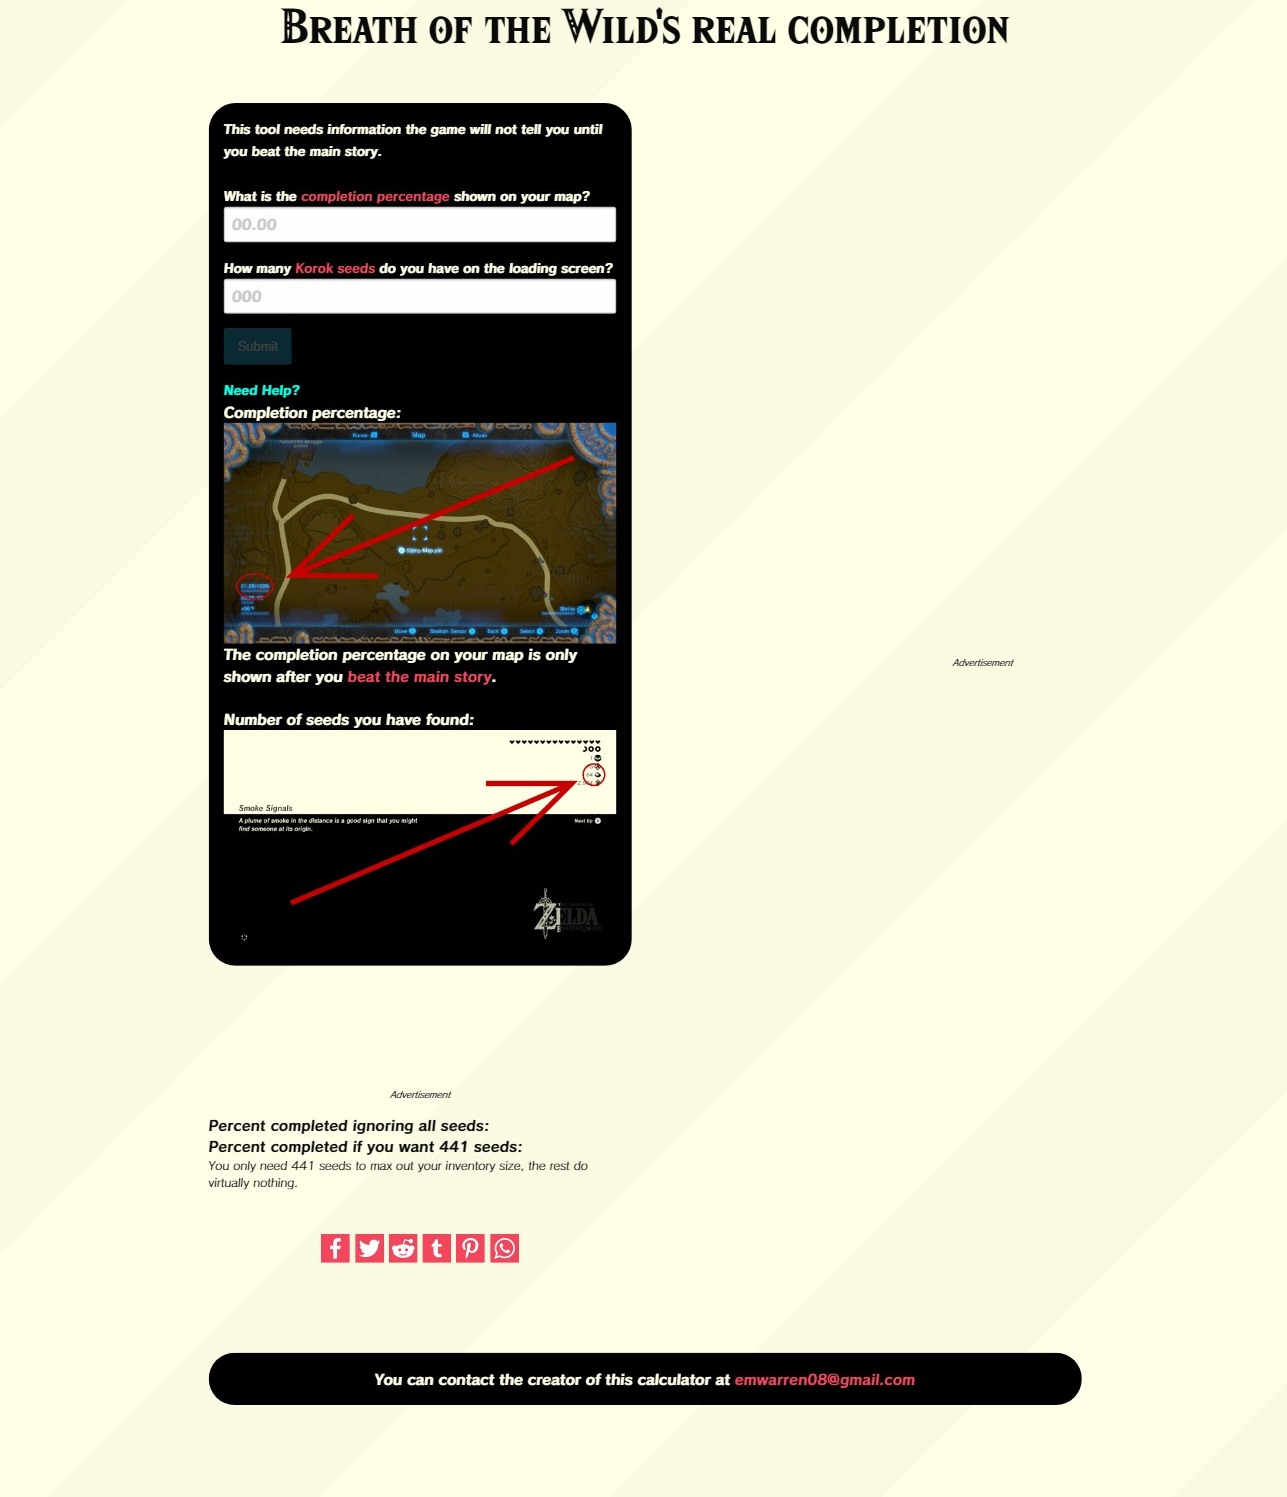 Breath of the Wild's real completion
This tool needs information the game will not tell you until
you beat the main story.
What is the completion percentage shown on your map?
00.00
How many Korok seeds do you have on the loading screen?
000
Submit
Need Help?
Completion percentage:
Runes
Map
Album
Stamp/Map pin
Shrine
Move
Sheikah Sensor
Back
Select
Zoom
The completion percentage on your map is only
shown after you beat the main story.
Number of seeds you have found:
Smoke Signals
A plume of smoke in the distance is a good sign that you might
find someone at its origin.
Next tip
ZELDA
Advertisement
Advertisement
Percent completed ignoring all seeds:
Percent completed if you want 441 seeds:
You only need 441 seeds to max out your inventory size, the rest do
virtually nothing.
You can contact the creator of this calculator at emwarren08@gmail.com